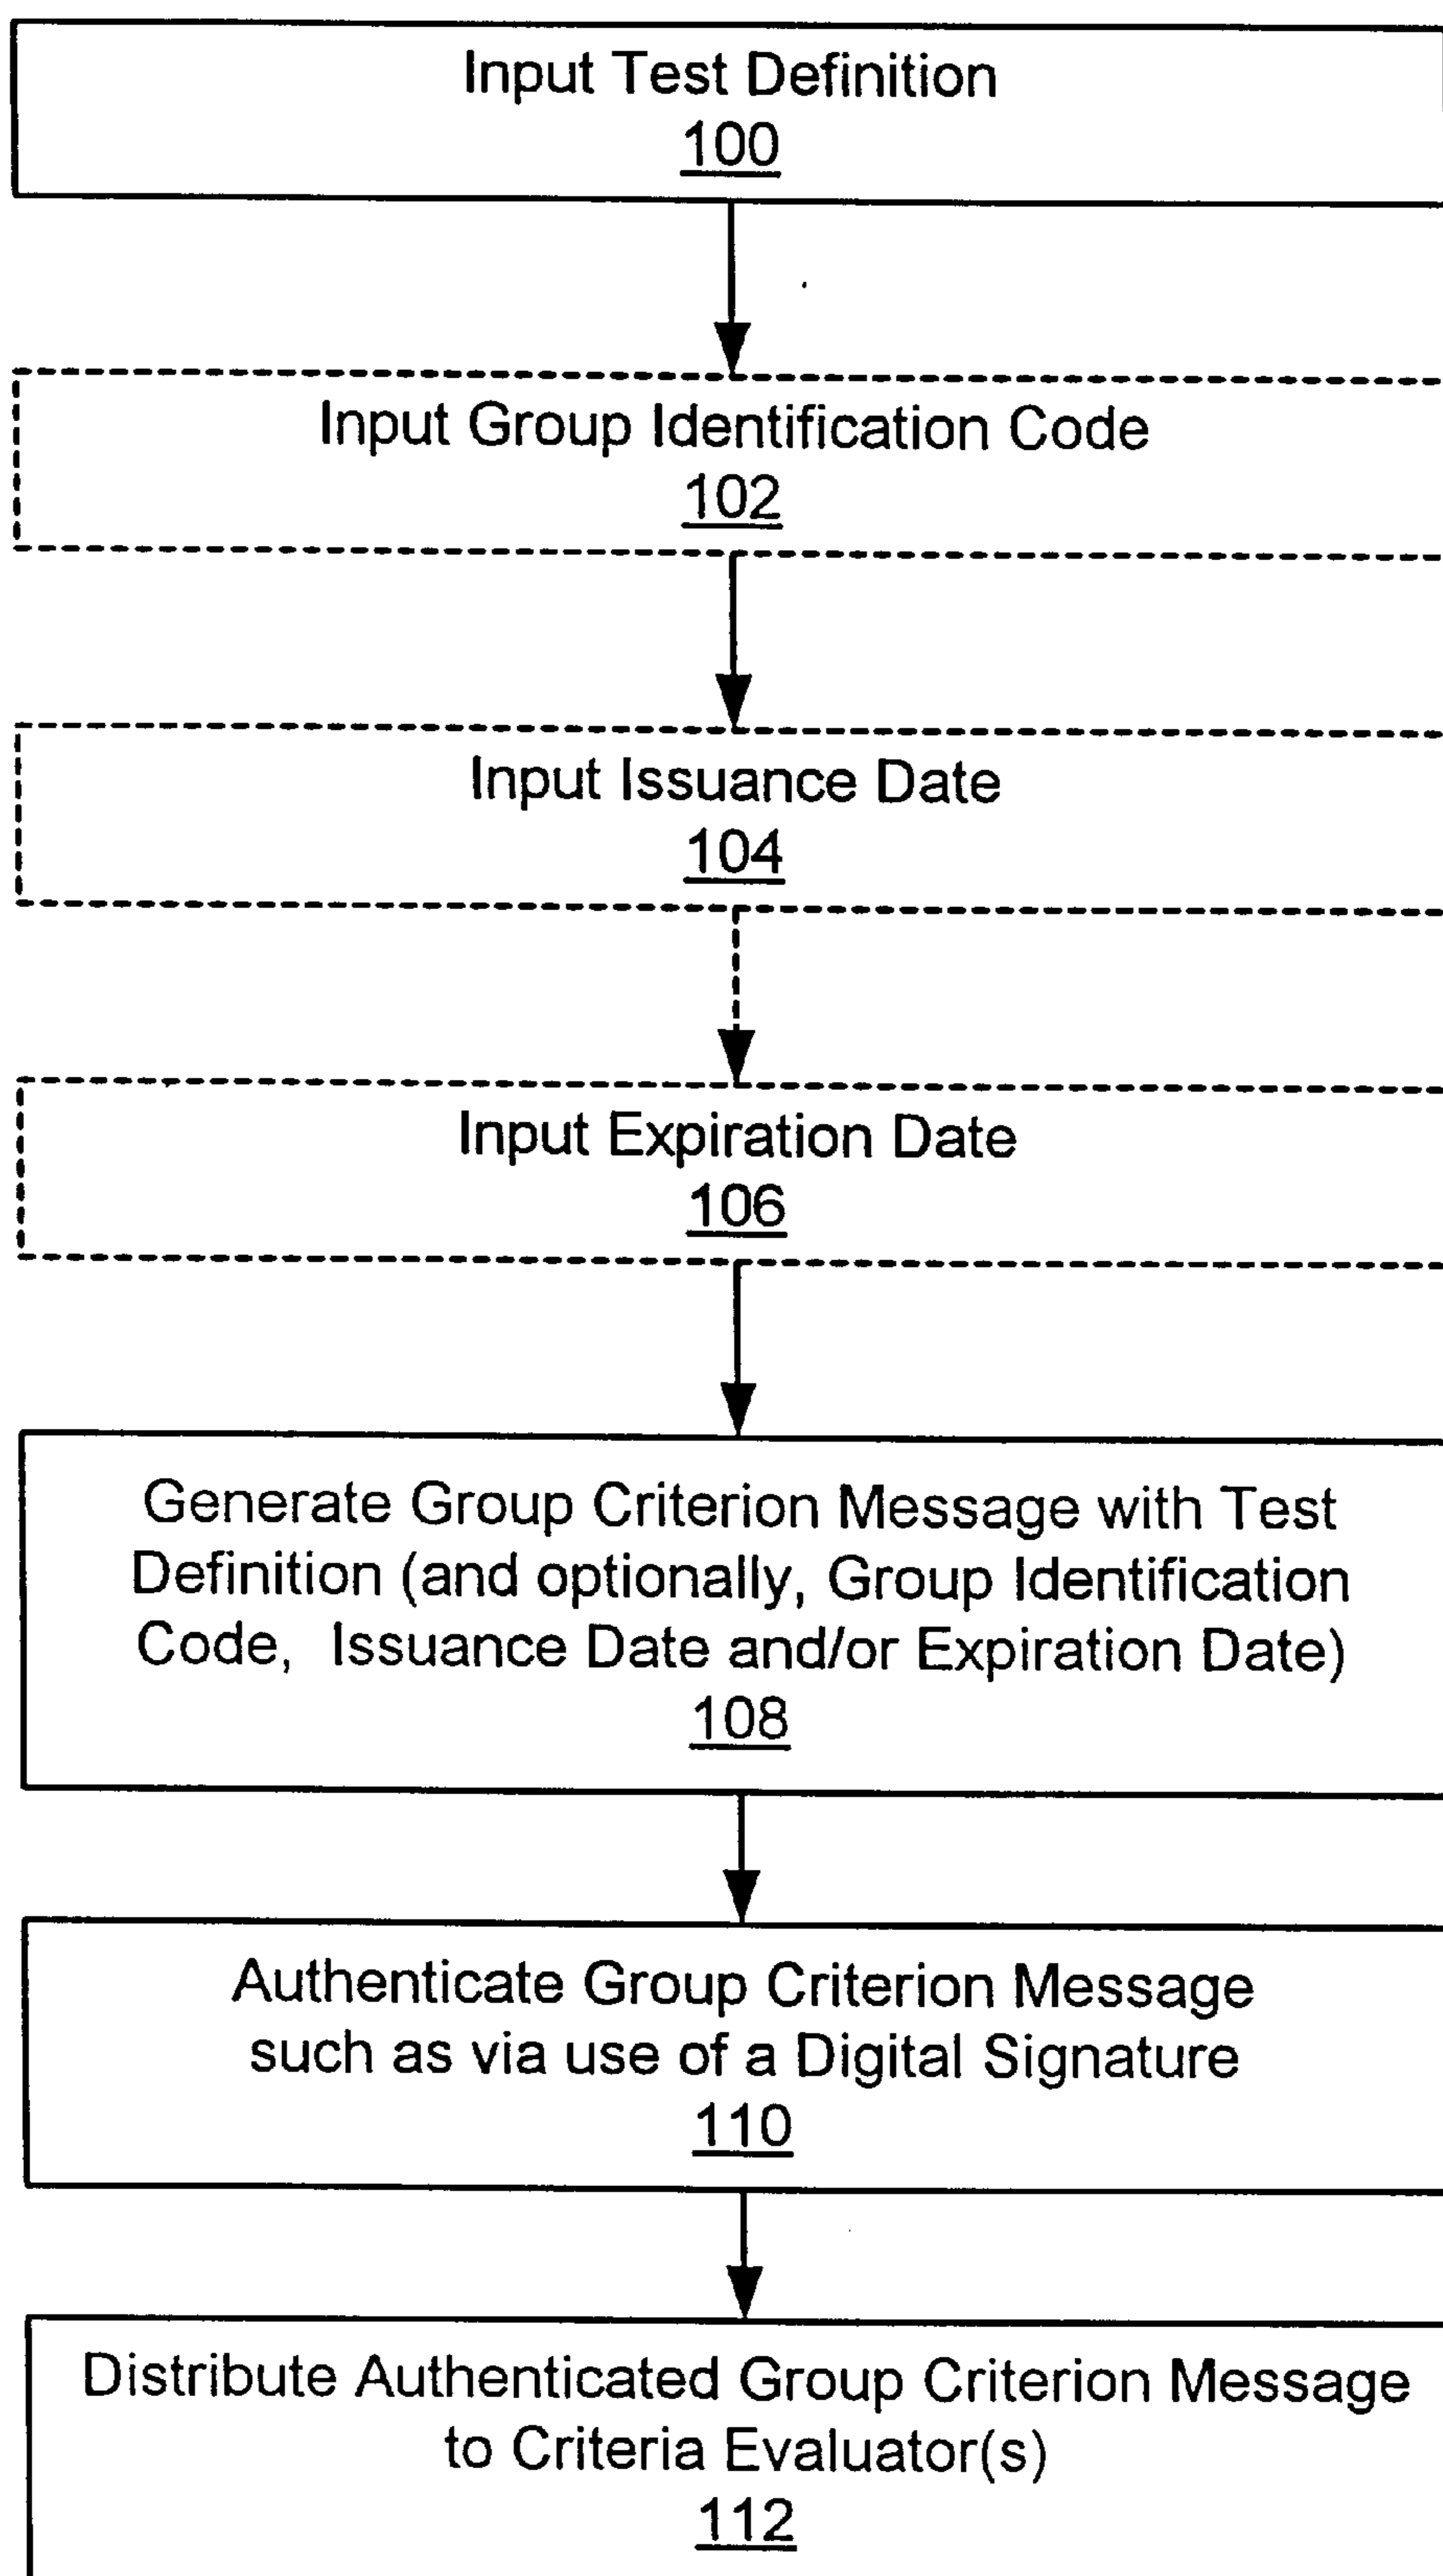 Input Test Definition
100
Input Group Identification Code
102
Input Issuance Date
104
Input Expiration Date
106
Generate Group Criterion Message with Test
Definition (and optionally, Group Identification
Code, Issuance Date and/or Expiration Date)
108
Authenticate Group Criterion Message
such as via use of a Digital Signature
110
Distribute Authenticated Group Criterion Message
to Criteria Evaluator(s)
112